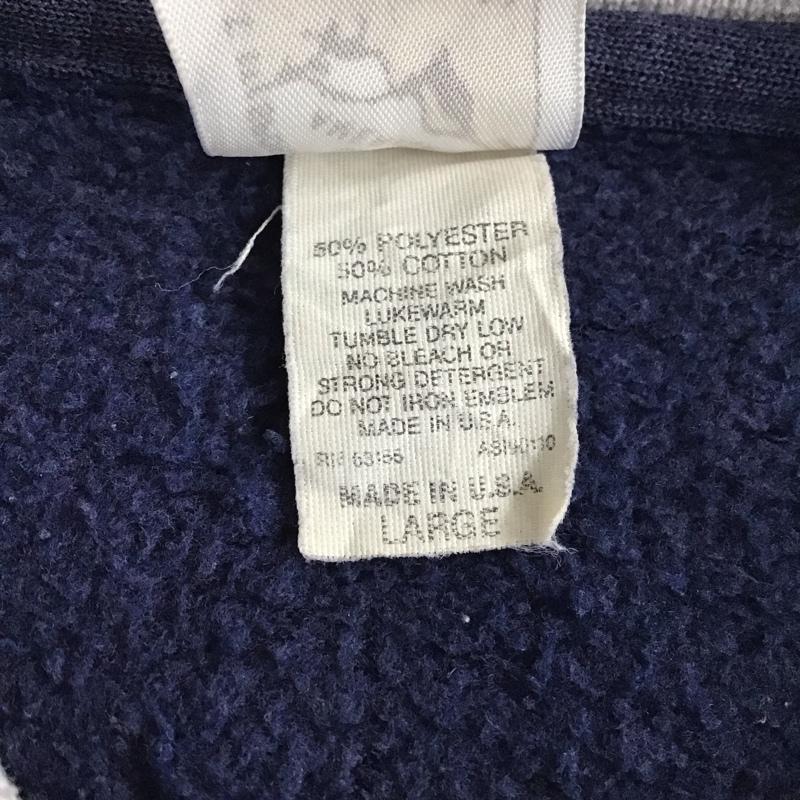 50% POLYESTER
50% COTTON
MACHINE WASH
LUKEWARM
TUMBLE DRY LOW
NO BLEACH OR
STRONG DETERGENT
DO NOT IRON EMBLEM
MADE IN U.S.A.
RN
MADE IN U.S.A.
LARGE